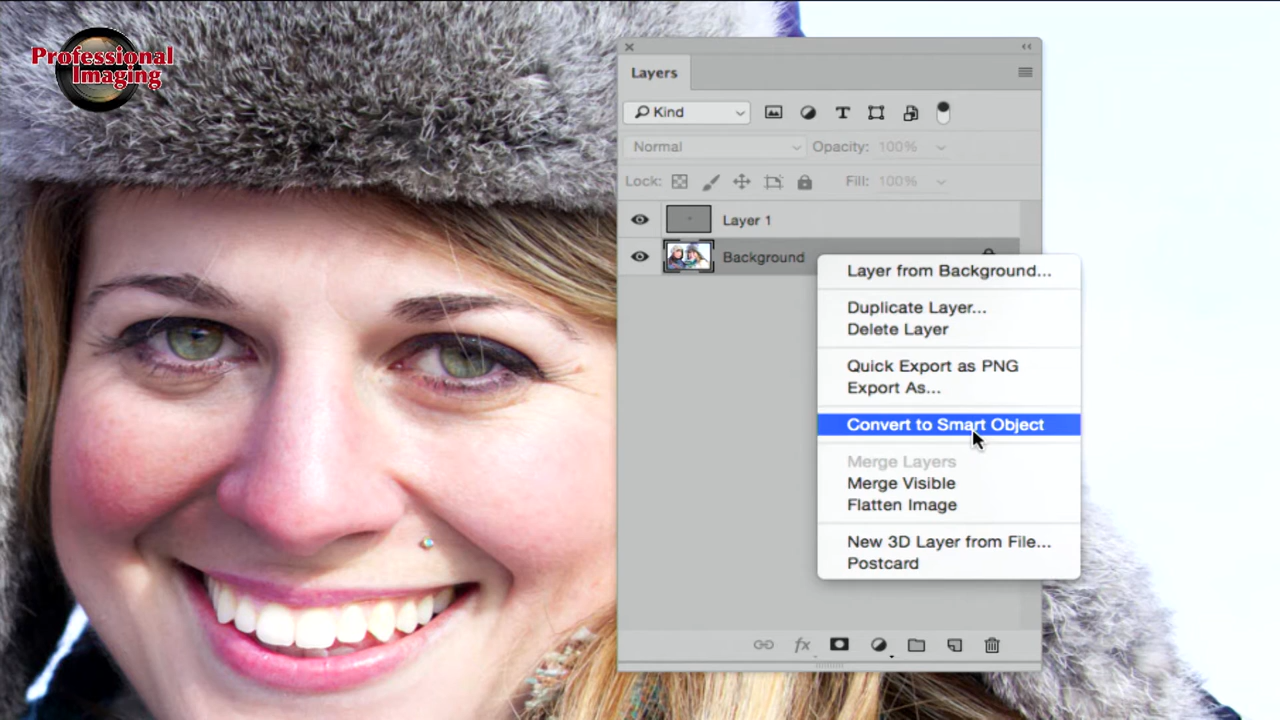 Professional
Imaging
Layers
Kind
T
Normal
Opacity: 100%
Lock:
Fill: 100%
Layer 1
Background
Layer from Background...
Duplicate Layer...
Delete Layer
Quick Export as PNG
Export As...
Convert to Smart Object
Merge Layers
Merge Visible
Flatten Image
New 3D Layer from File...
Postcard
fx